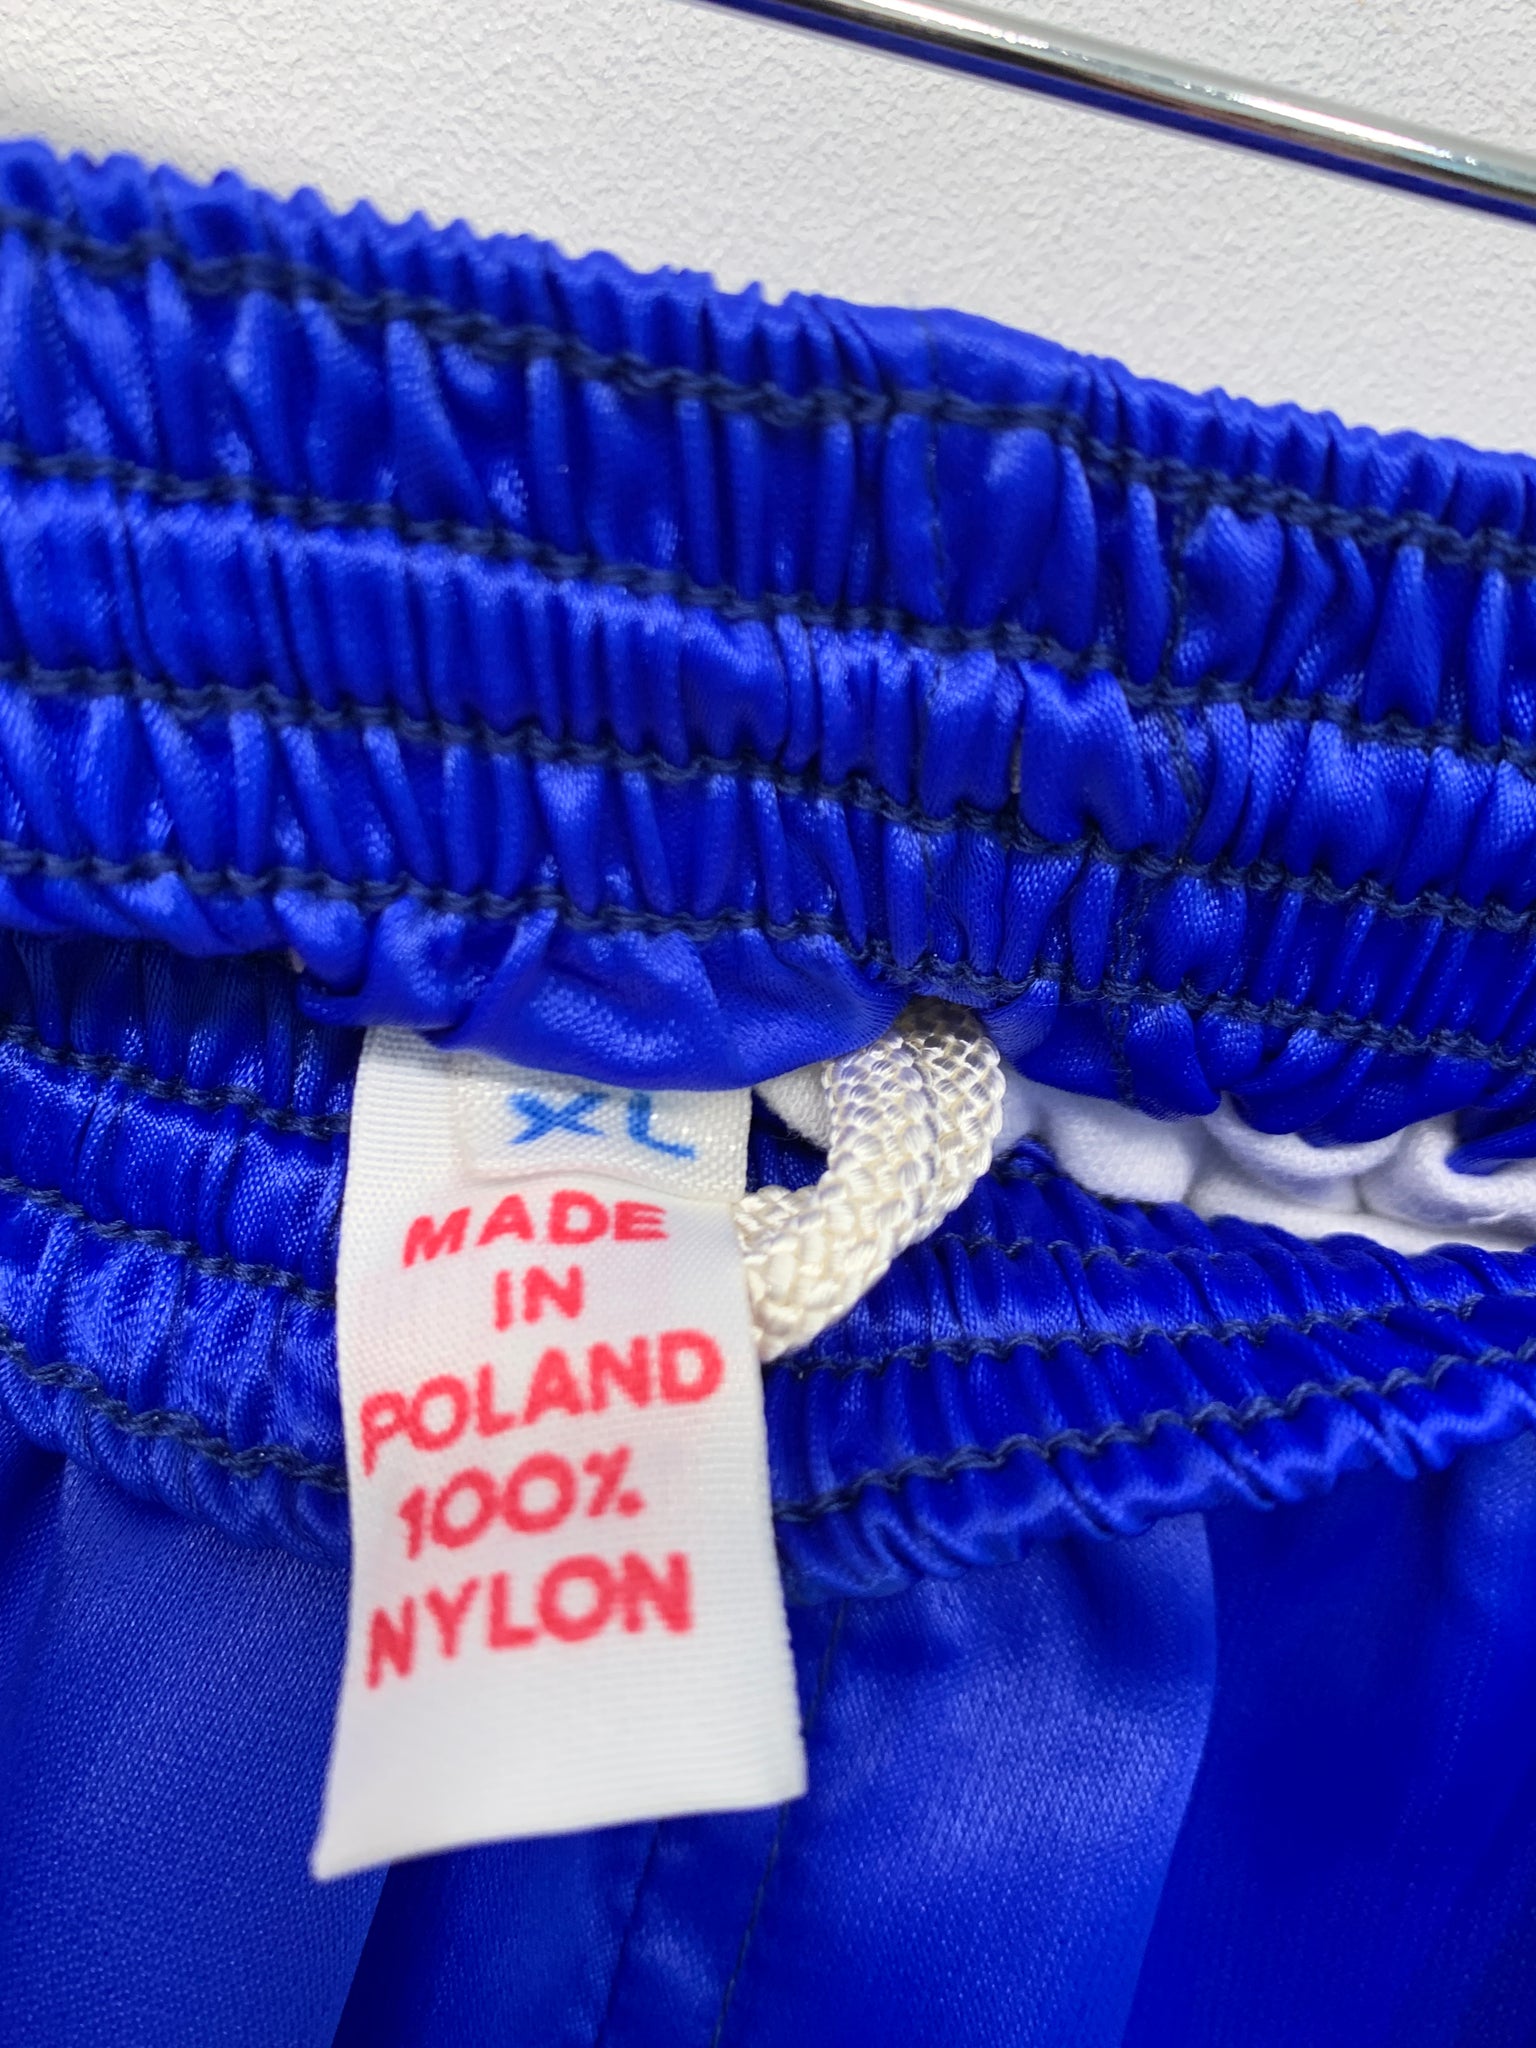 XL
MADE
IN
POLAND
100%
NYLON